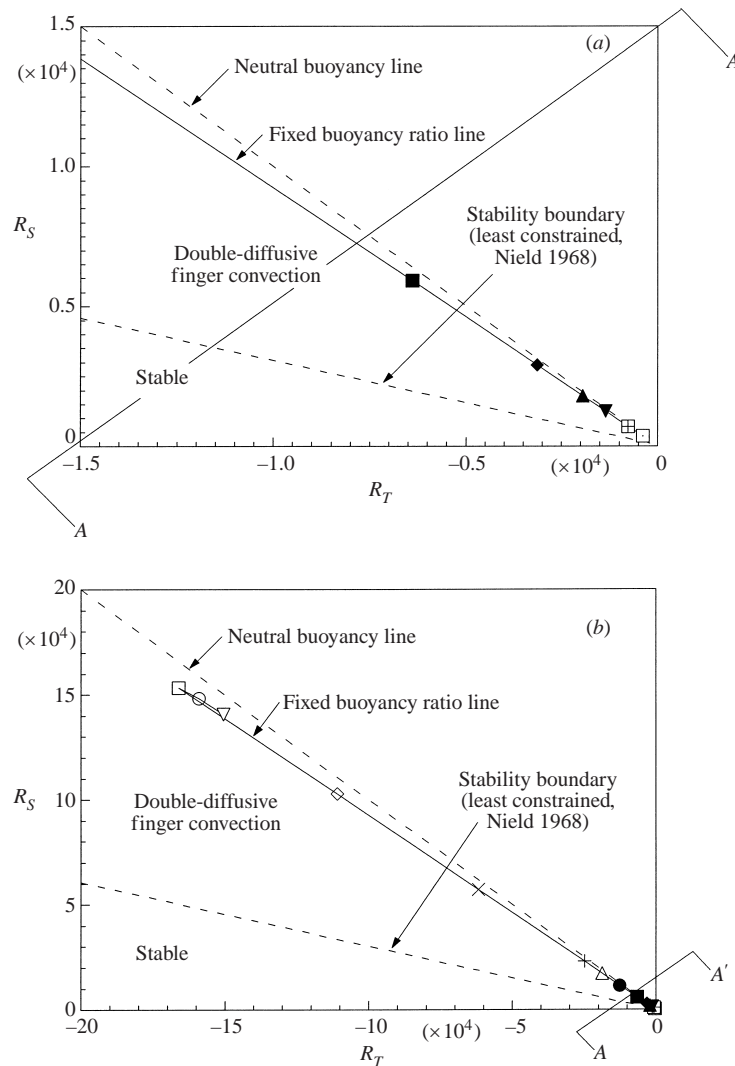 1.5
(×10⁴)
(a)
A
Neutral buoyancy line
Fixed buoyancy ratio line
1.0
Stability boundary
(least constrained,
Nield 1968)
R_S
Double-diffusive
finger convection
0.5
Stable
0
–1.5
–1.0
–0.5
(×10⁴)
0
R_T
A
20
(×10⁴)
(b)
Neutral buoyancy line
15
Fixed buoyancy ratio line
Stability boundary
(least constrained,
Nield 1968)
R_S
10
Double-diffusive
finger convection
5
Stable
A′
0
–20
–15
–10
(×10⁴)
–5
0
A
R_T